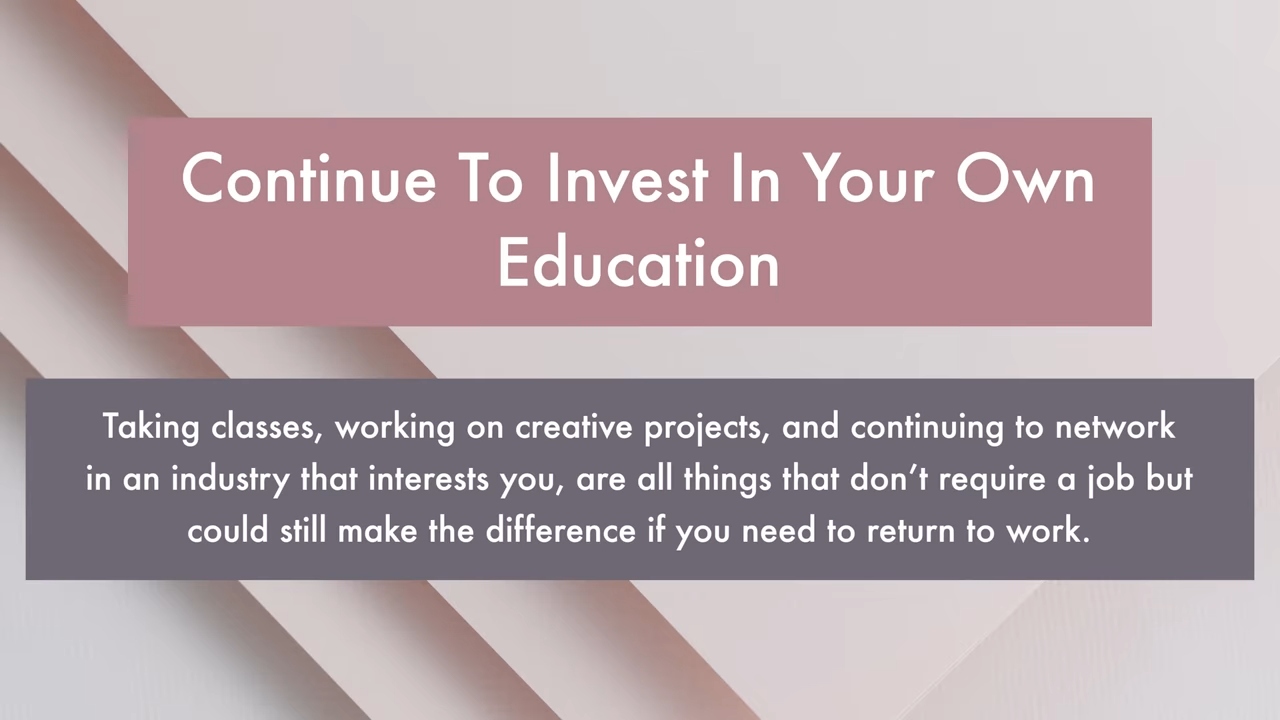 Continue To Invest In Your Own
Education
Taking classes, working on creative projects, and continuing to network
in an industry that interests you, are all things that don’t require a job but
could still make the difference if you need to return to work.